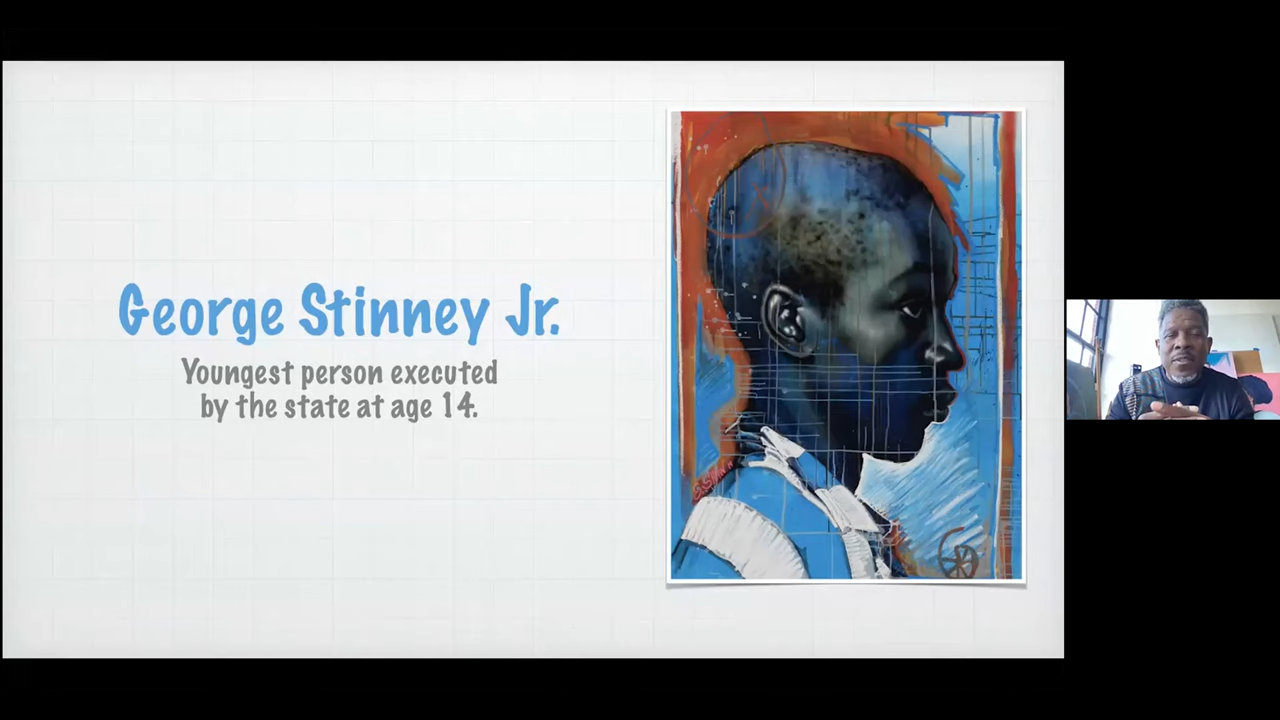 George Stinney Jr.
Youngest person executed
by the state at age 14.